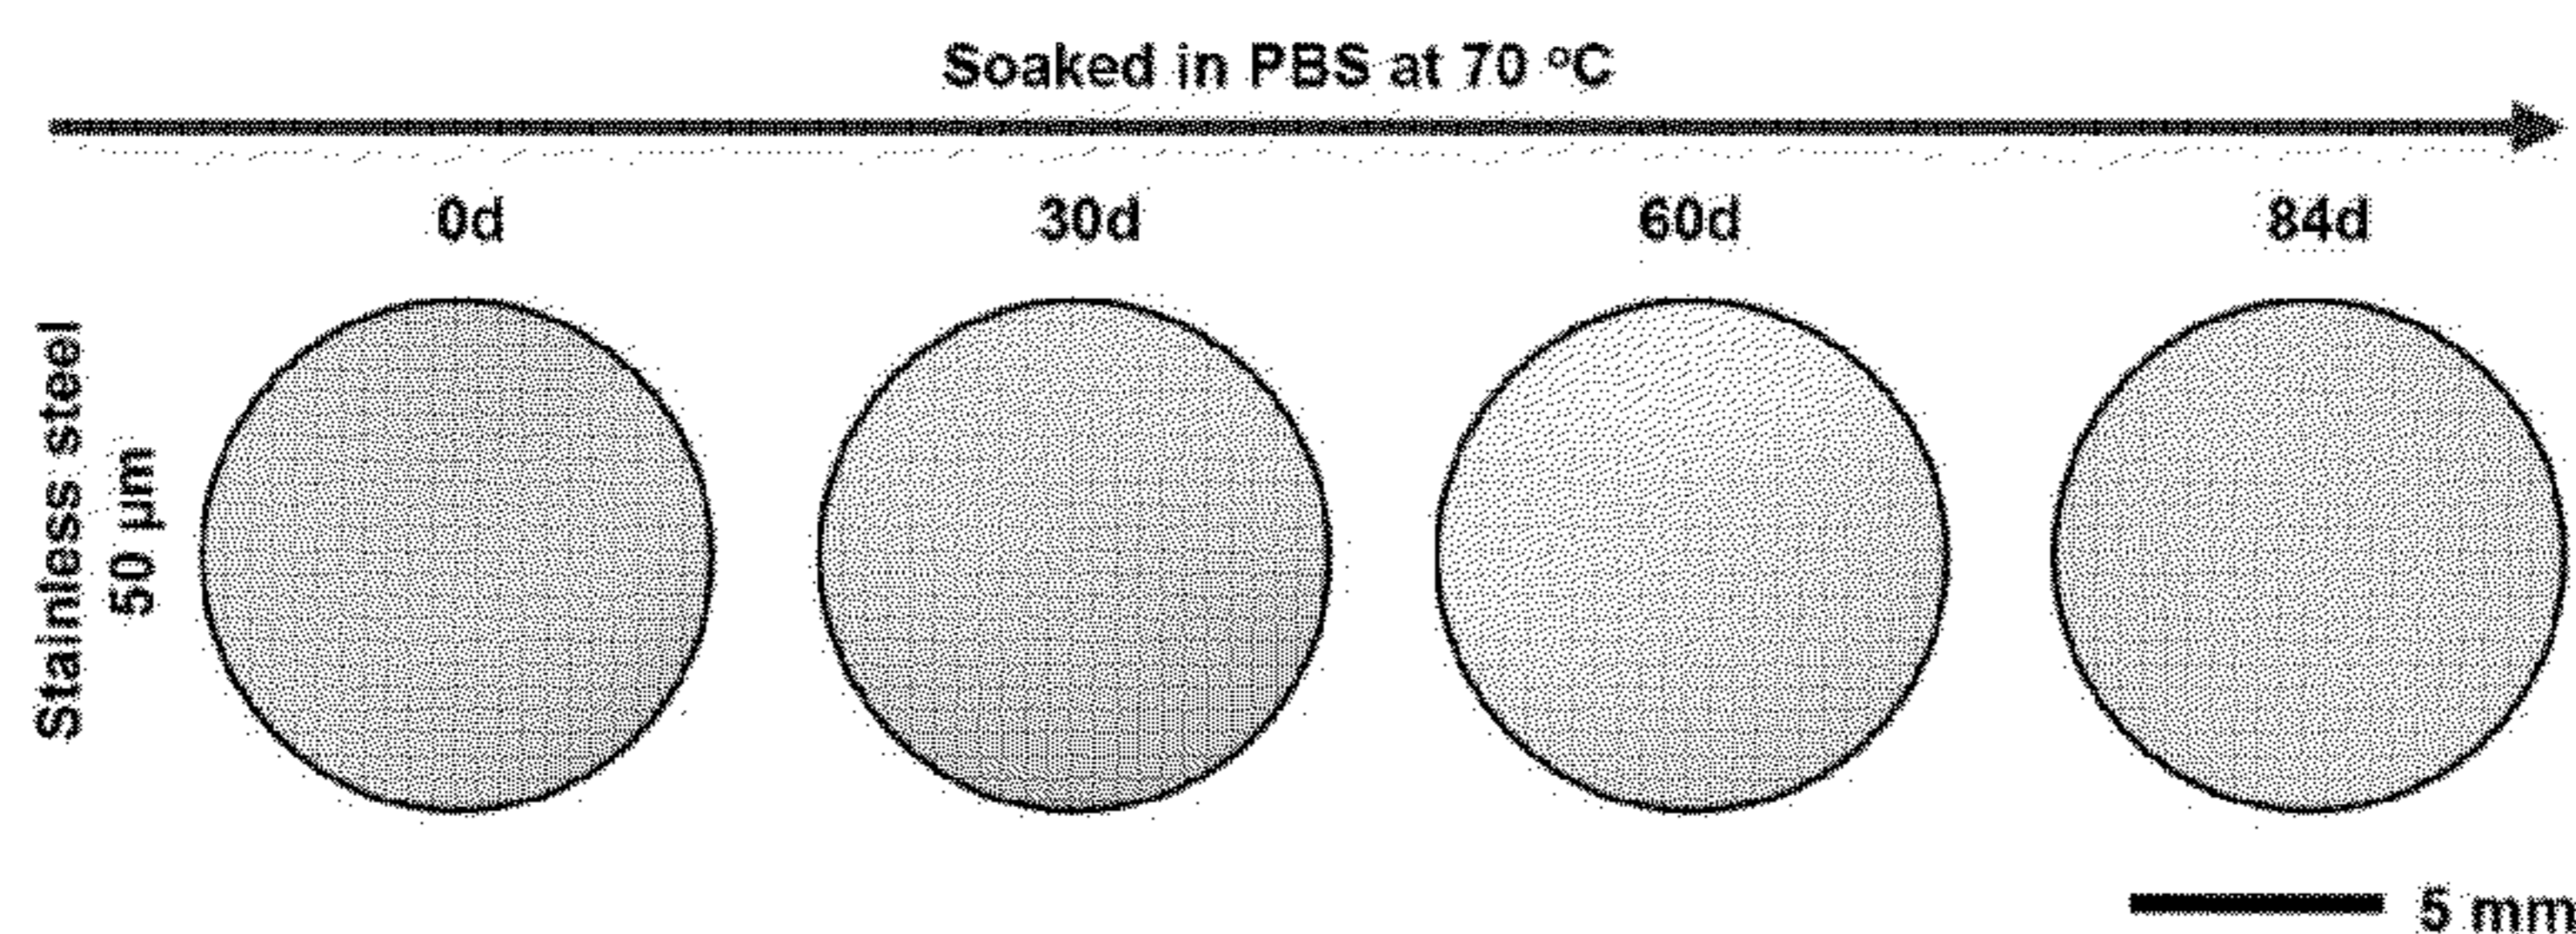 Soaked in PBS at 70 °C
0d
30d
60d
84d
Stainless steel
50 µm
5 mm